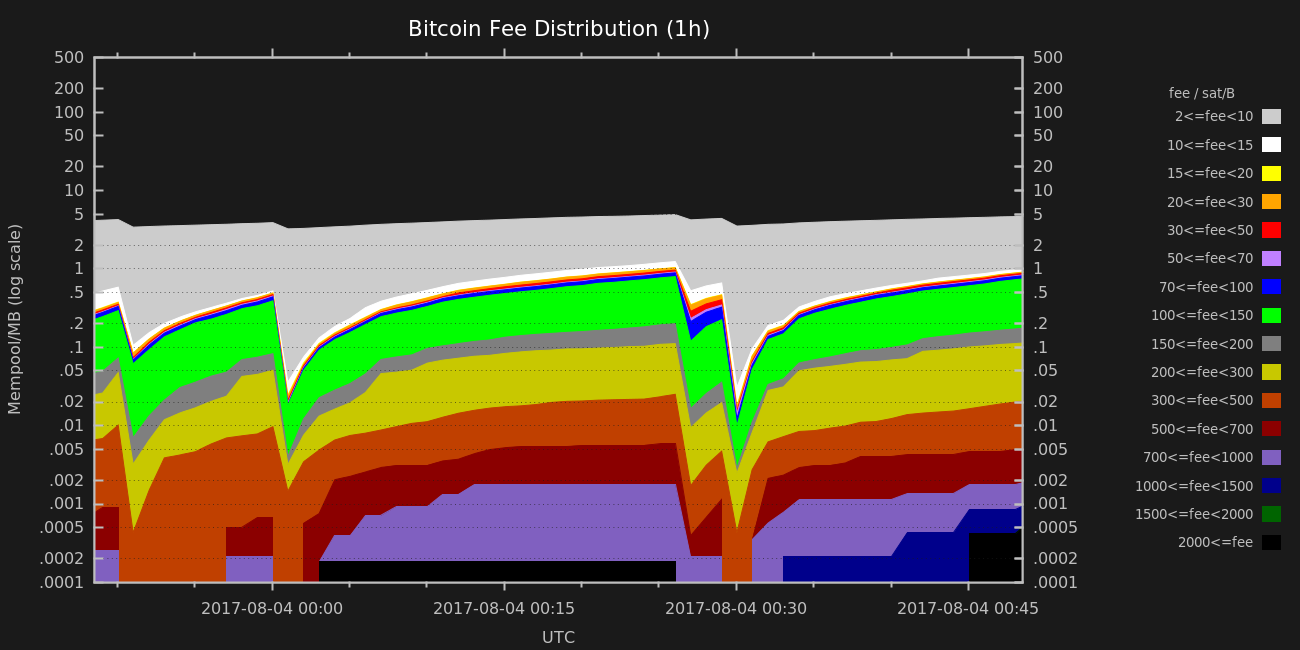 Bitcoin Fee Distribution (1h)
Mempool/MB (log scale)
500
200
100
50
20
10
5
2
1
.5
.2
.1
.05
.02
.01
.005
.002
.001
.0005
.0002
.0001
500
200
100
50
20
10
5
2
1
.5
.2
.1
.05
.02
.01
.005
.002
.001
.0005
.0002
.0001
2017-08-04 00:00
2017-08-04 00:15
2017-08-04 00:30
2017-08-04 00:45
UTC
fee / sat/B
2<=fee<10
10<=fee<15
15<=fee<20
20<=fee<30
30<=fee<50
50<=fee<70
70<=fee<100
100<=fee<150
150<=fee<200
200<=fee<300
300<=fee<500
500<=fee<700
700<=fee<1000
1000<=fee<1500
1500<=fee<2000
2000<=fee